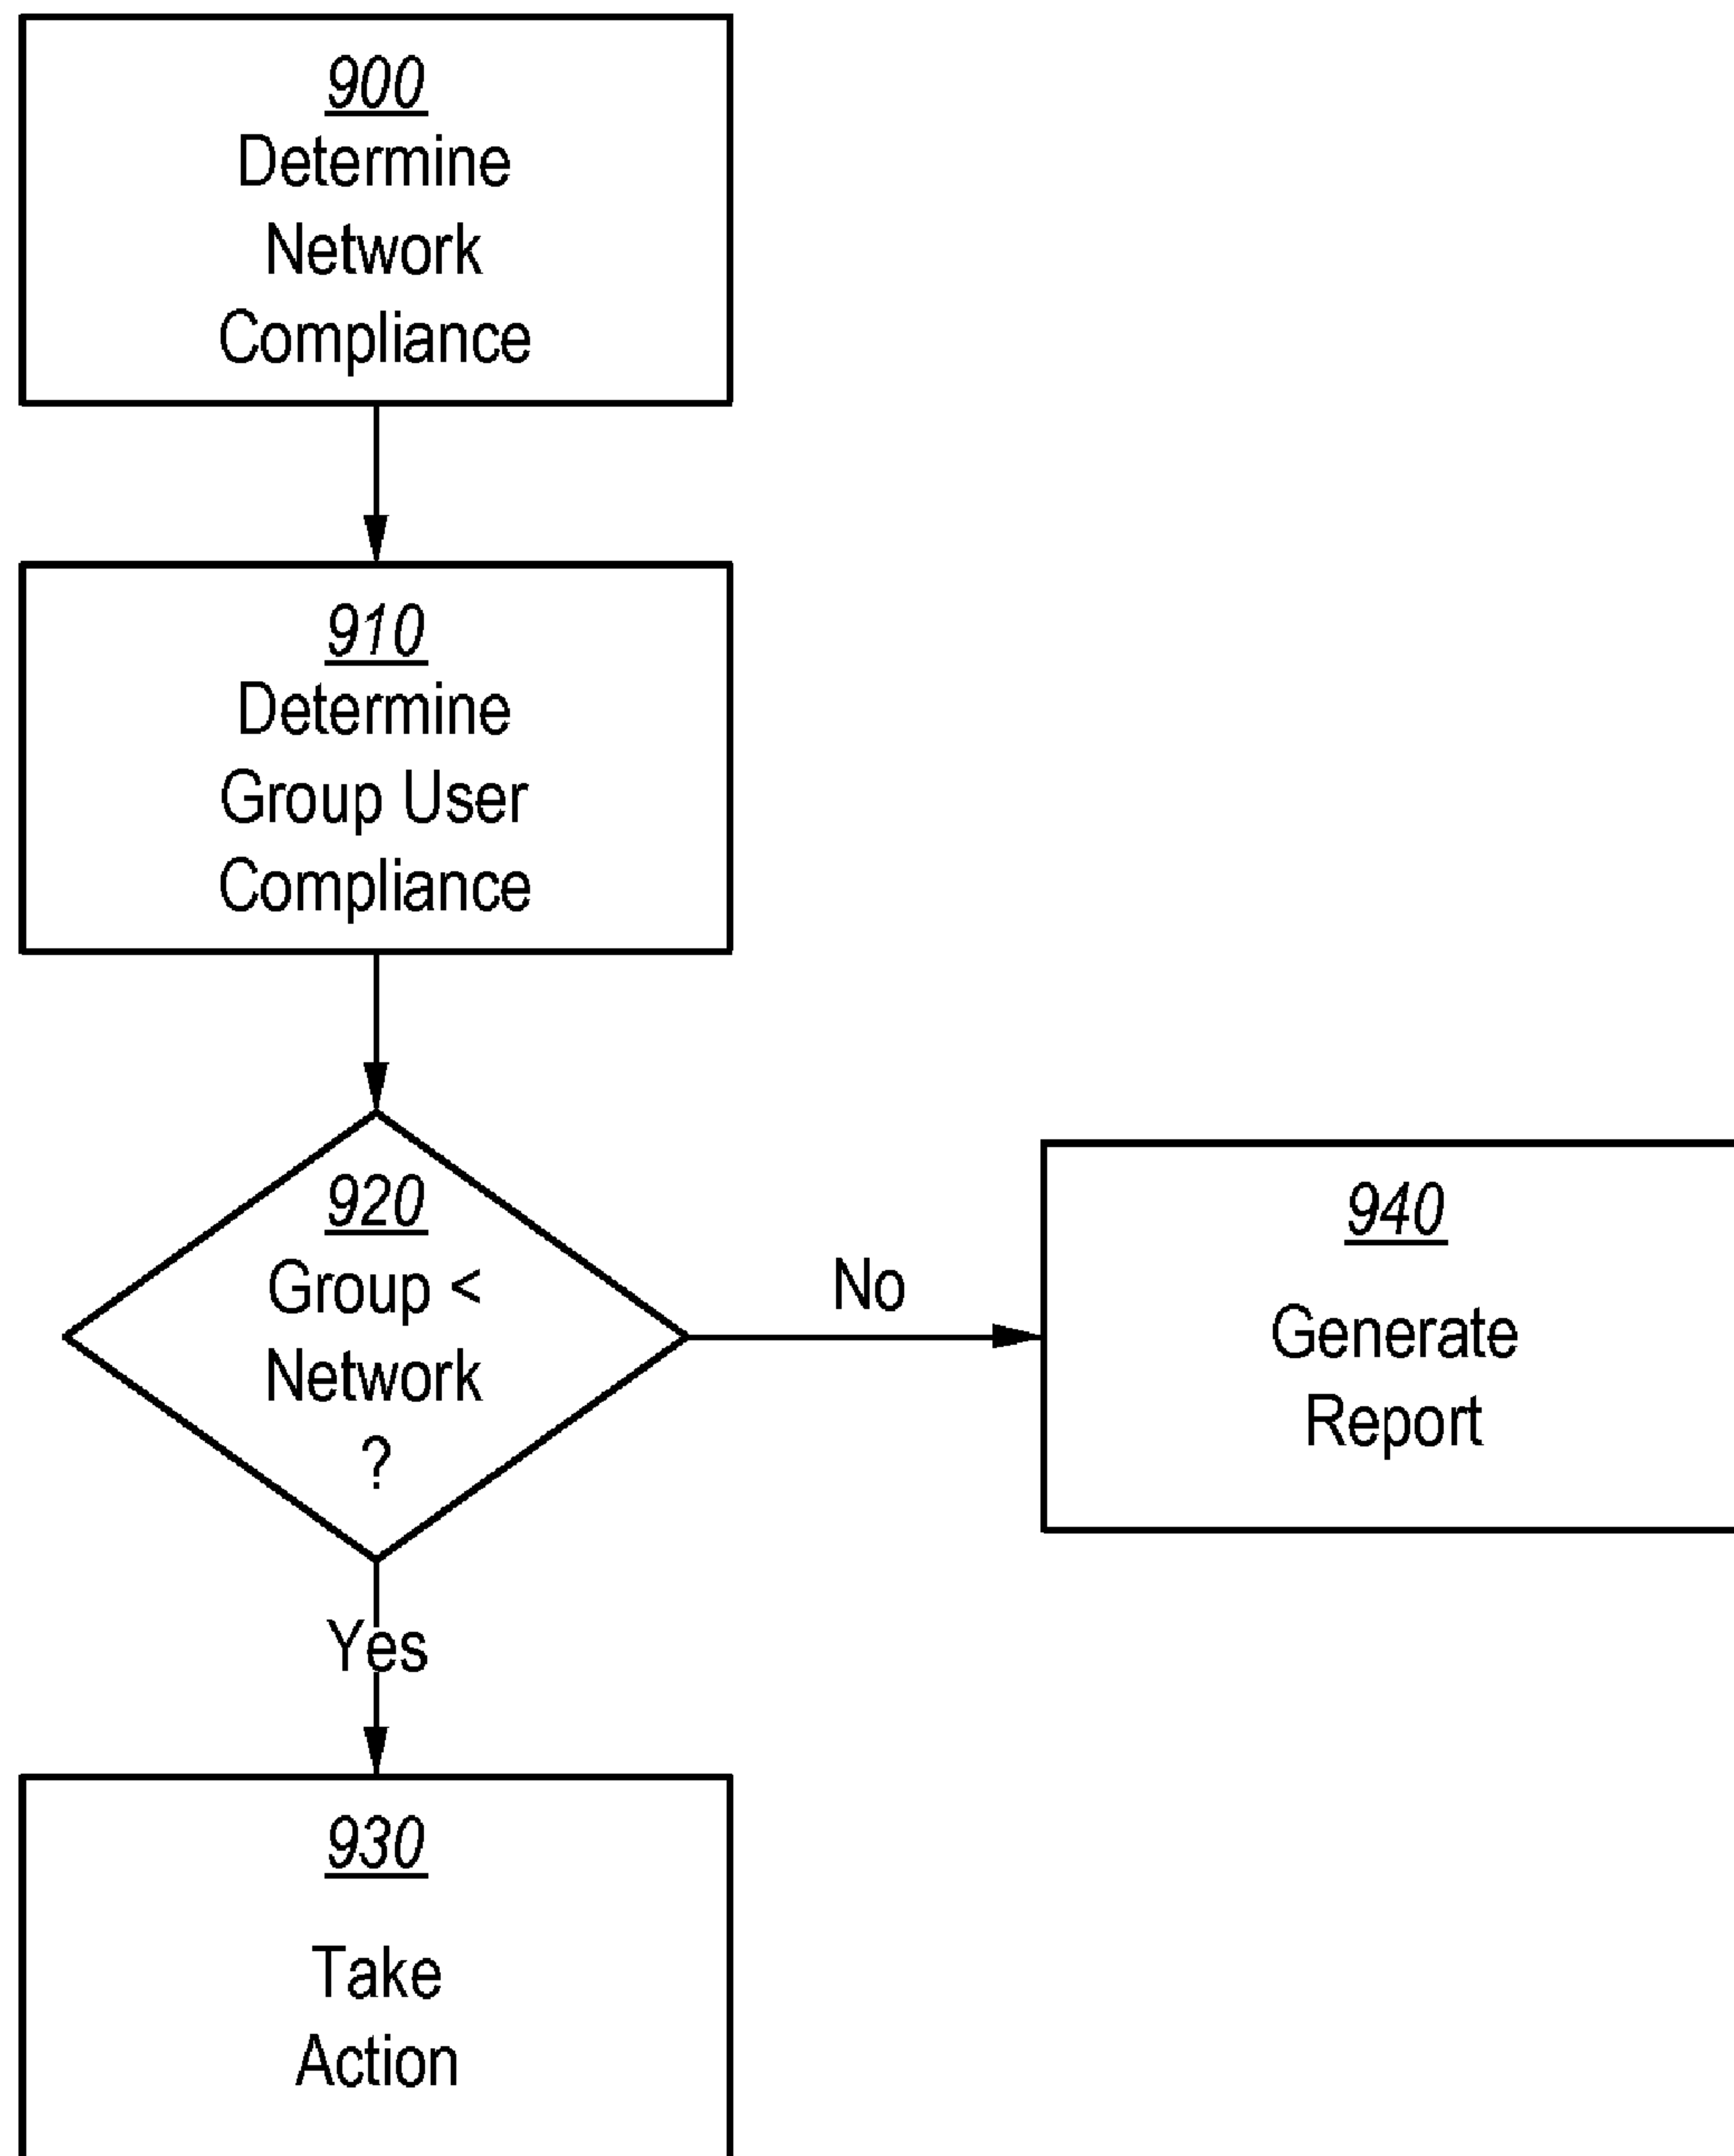 900
Determine
Network
Compliance
910
Determine
Group User
Compliance
920
Group <
Network
?
No
940
Generate
Report
Yes
930
Take
Action